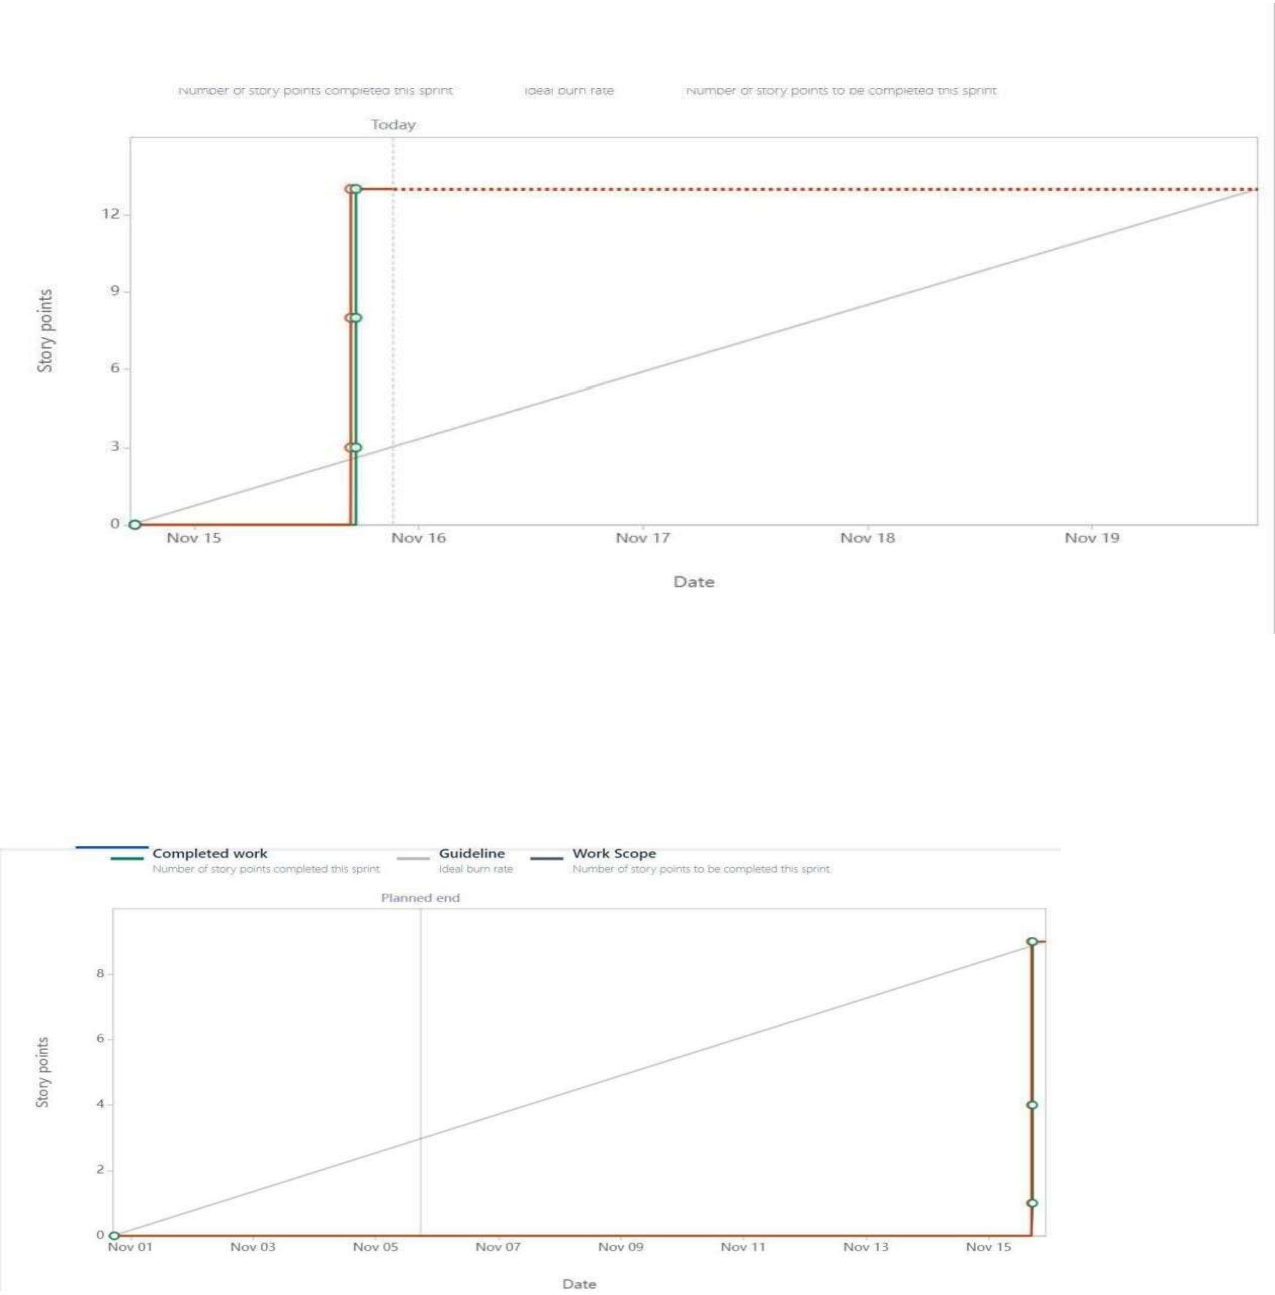 Number of story points completed this sprint Ideal burn rate Number of story points to be completed this sprint
Today
12
9
6
3
0
Story points
Nov 15 Nov 16 Nov 17 Nov 18 Nov 19
Date
Completed work Guideline Work Scope
Number of story points completed this sprint Ideal burn rate Number of story points to be completed this sprint
Planned end
8
6
4
2
0
Story points
Nov 01 Nov 03 Nov 05 Nov 07 Nov 09 Nov 11 Nov 13 Nov 15
Date